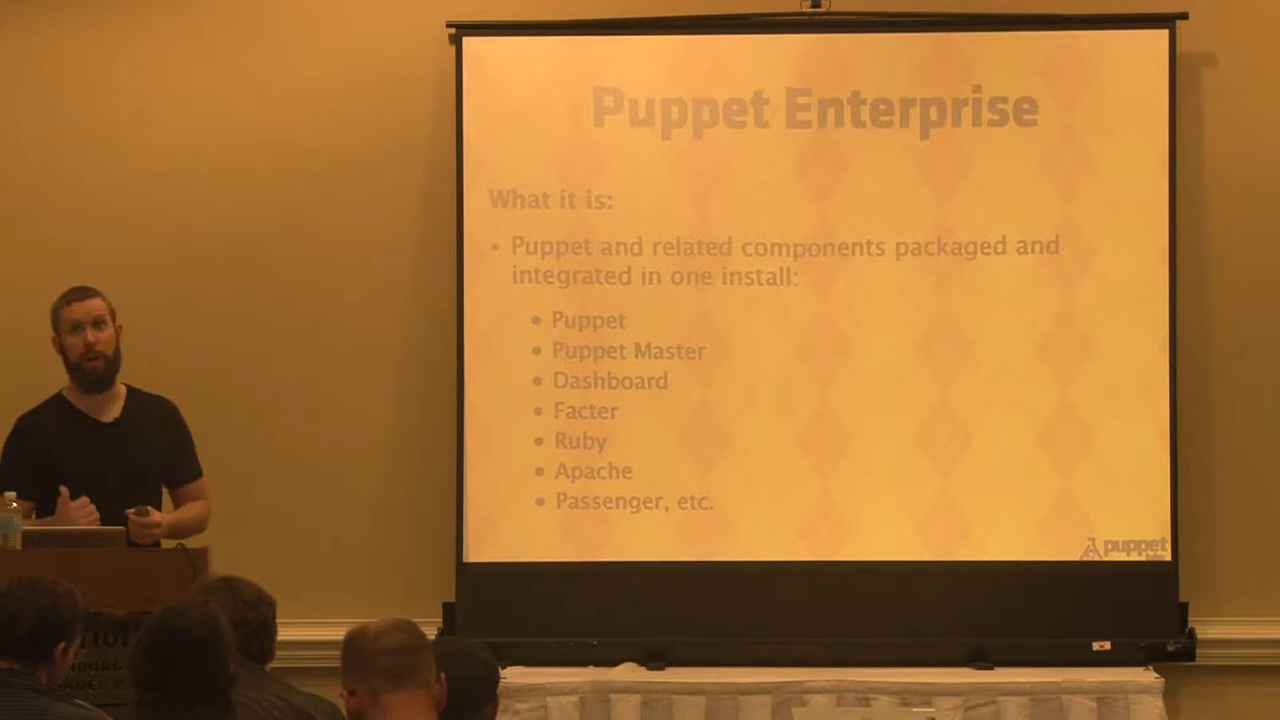 Puppet Enterprise
What it is:
• Puppet and related components packaged and
integrated in one install:
• Puppet
• Puppet Master
• Dashboard
• Facter
• Ruby
• Apache
• Passenger, etc.
puppet
labs